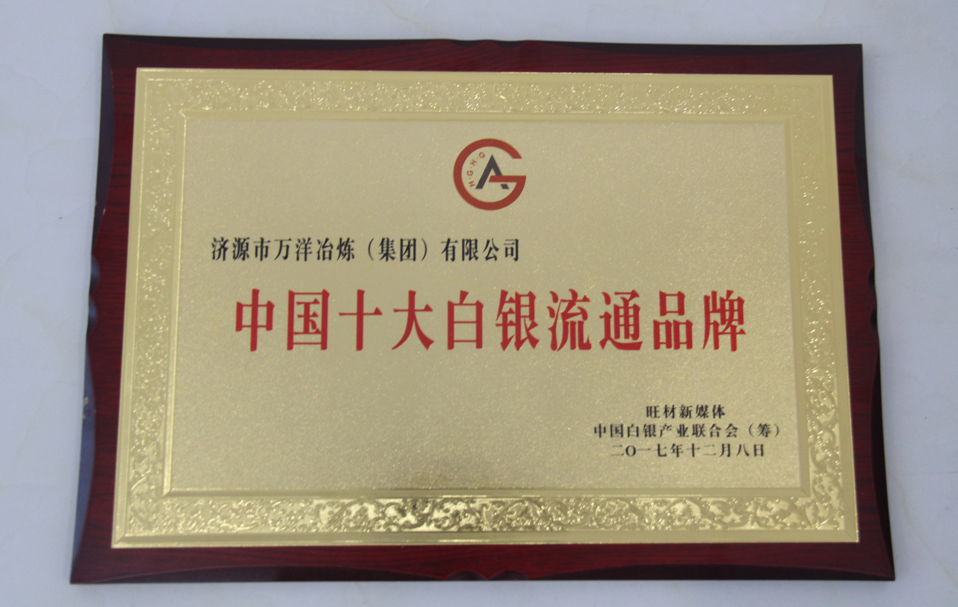 H·G·H·G
济源市万洋冶炼（集团）有限公司
中国十大白银流通品牌
旺材新媒体
中国白银产业联合会（筹）
二O一七年十二月八日